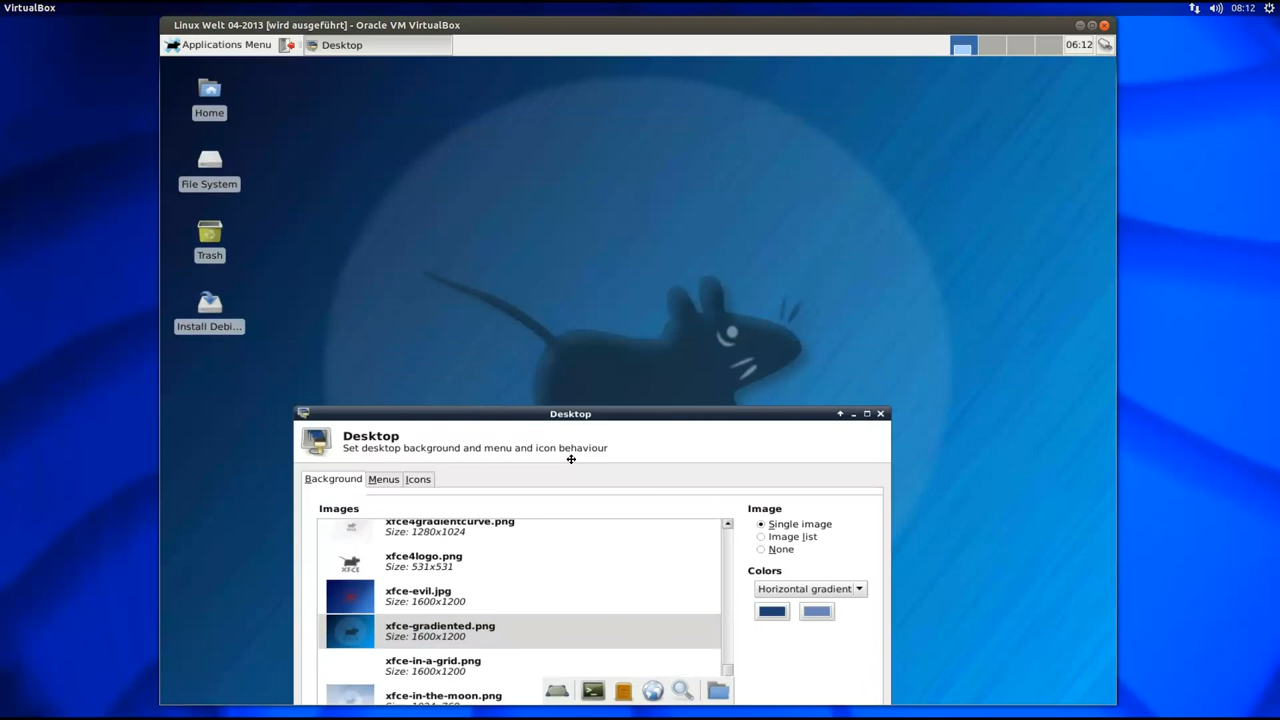 VirtualBox
08:12
Linux Welt 04-2013 [wird ausgeführt] - Oracle VM VirtualBox
Applications Menu
Desktop
06:12
Home
File System
Trash
Install Debi...
Desktop
Desktop
Set desktop background and menu and icon behaviour
Background Menus Icons
Images
xfce4gradientcurve.png
Size: 1280x1024
xfce4logo.png
Size: 531x531
xfce-evil.jpg
Size: 1600x1200
xfce-gradiented.png
Size: 1600x1200
xfce-in-a-grid.png
Size: 1600x1200
xfce-in-the-moon.png
Image
Single image
Image list
None
Colors
Horizontal gradient